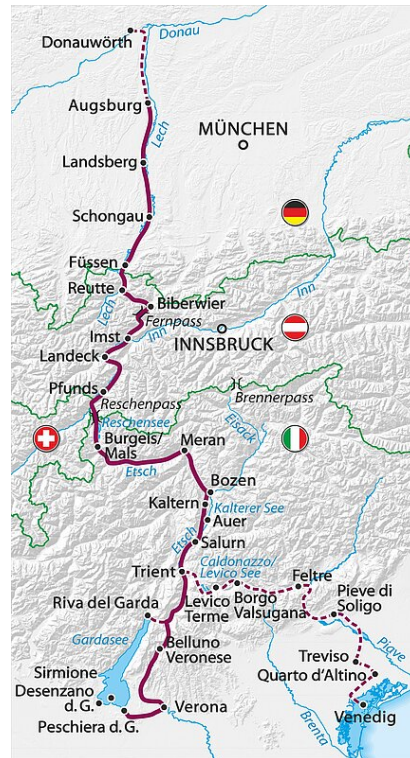 Donau
Donauwörth
Augsburg
Lech
MÜNCHEN
Landsberg
Schongau
Füssen
Reutte
Biberwier
Inn
Lech
Fernpass
Imst
Inn
INNSBRUCK
Landeck
Pfunds
Reschenpass
Brennerpass
Reschensee
Eisack
Burgeis/
Mals
Meran
Etsch
Bozen
Kaltern
Kalterer See
Auer
Etsch
Salurn
Caldonazzo/
Levico See
Trient
Feltre
Levico
Terme
Borgo
Valsugana
Pieve di
Soligo
Riva del Garda
Gardasee
Belluno
Veronese
Piave
Treviso
Sirmione
Quarto d'Altino
Desenzano
d. G.
Peschiera d. G.
Verona
Brenta
Venedig